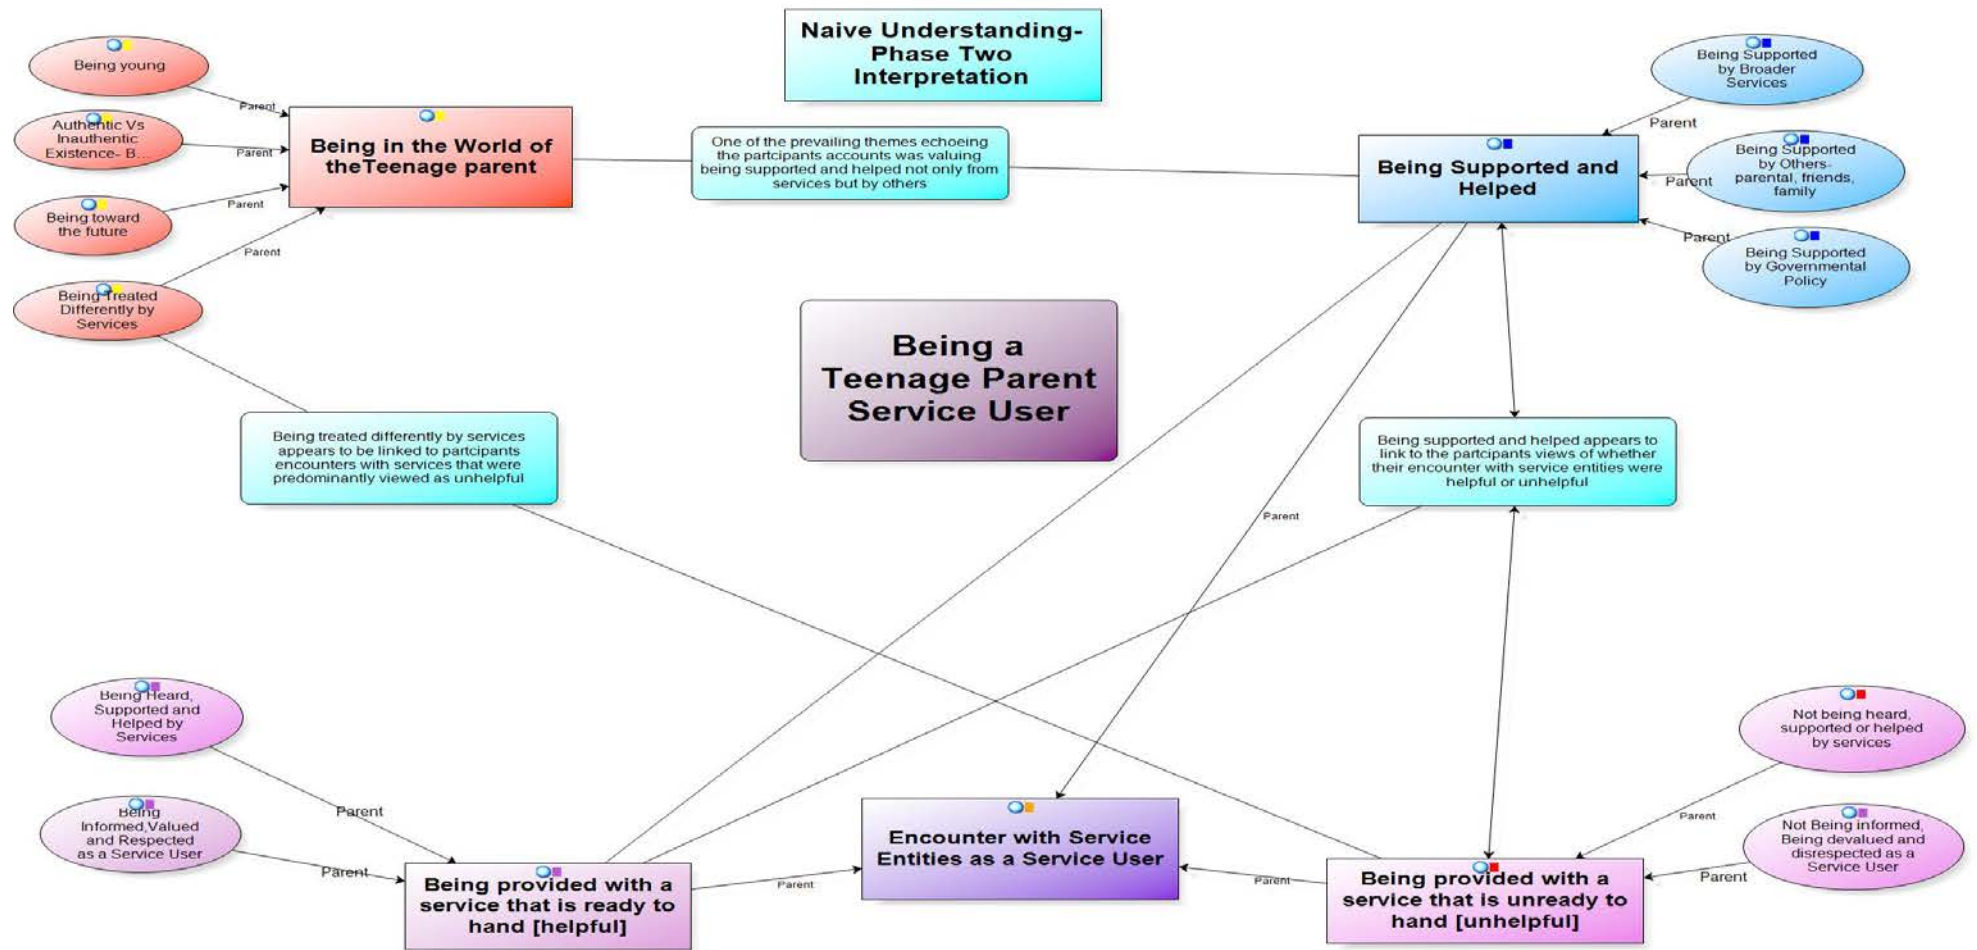 Naive Understanding-
Phase Two
Interpretation
Being young
Parent
Authentic Vs
Inauthentic
Existence- B...
Parent
Being toward
the future
Parent
Being Treated
Differently by
Services
Parent
Being in the World of
theTeenage parent
One of the prevailing themes echoeing
the partcipants accounts was valuing
being supported and helped not only from
services but by others
Being Supported and
Helped
Being Supported
by Broader
Services
Parent
Being Supported
by Others-
parental, friends,
family
Parent
Being Supported
by Governmental
Policy
Parent
Being a
Teenage Parent
Service User
Being treated differently by services
appears to be linked to partcipants
encounters with services that were
predominantly viewed as unhelpful
Being supported and helped appears to
link to the partcipants views of whether
their encounter with service entities were
helpful or unhelpful
Parent
Being Heard,
Supported and
Helped by
Services
Parent
Being
Informed,Valued
and Respected
as a Service User
Parent
Being provided with a
service that is ready to
hand [helpful]
Parent
Encounter with Service
Entities as a Service User
Parent
Being provided with a
service that is unready to
hand [unhelpful]
Not being heard,
supported or helped
by services
Parent
Not Being informed,
Being devalued and
disrespected as a
Service User
Parent